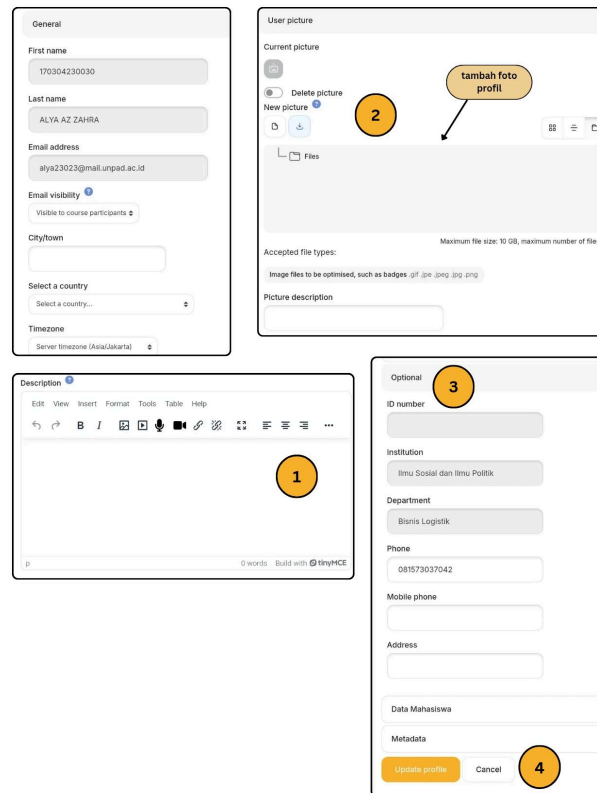 General
First name
170304230030
Last name
ALYA AZ ZAHRA
Email address
alya23023@mail.unpad.ac.id
Email visibility ?
Visible to course participants
City/town
Select a country
Select a country...
Timezone
Server timezone (Asia/Jakarta)
User picture
Current picture
Delete picture
New picture ?
2
tambah foto
profil
Files
Maximum file size: 10 GB, maximum number of file
Accepted file types:
Image files to be optimised, such as badges .gif .jpe .jpeg .jpg .png
Picture description
Description ?
Edit View Insert Format Tools Table Help
B I
1
p
0 words Build with tinyMCE
Optional
3
ID number
Institution
Ilmu Sosial dan Ilmu Politik
Department
Bisnis Logistik
Phone
081573037042
Mobile phone
Address
Data Mahasiswa
Metadata
Update profile Cancel
4